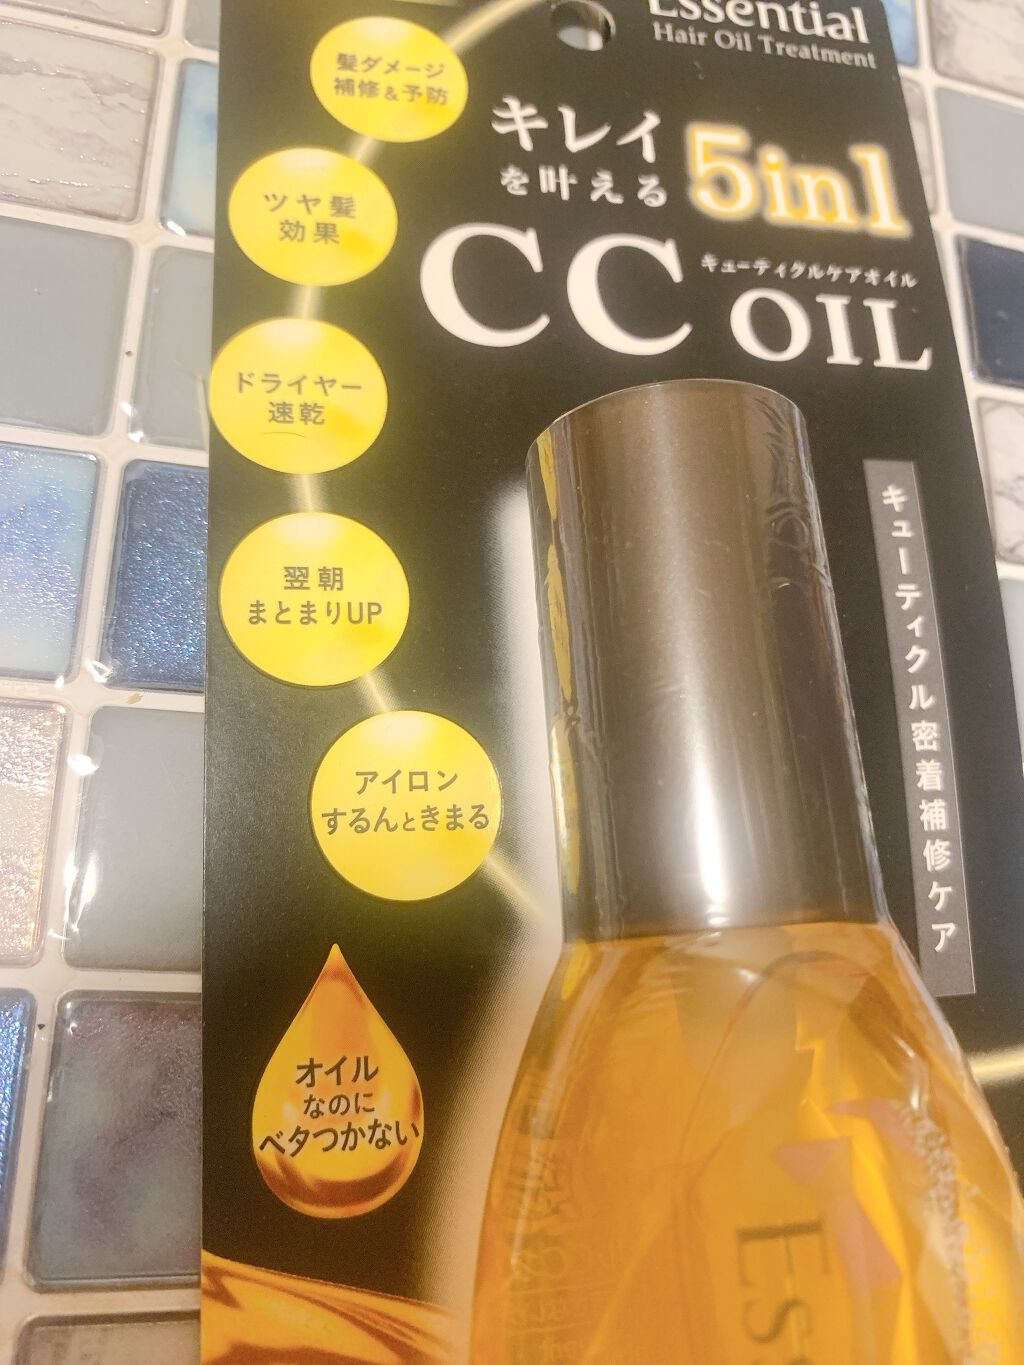 Essential
Hair Oil Treatment
髪ダメージ
補修&予防
キレイ
を叶える
5in1
ツヤ髪
効果
キューティクルケアオイル
CC OIL
ドライヤー
速乾
翌朝
まとまりUP
アイロン
するんときまる
キューティクル密着補修ケア
オイル
なのに
ベタつかない
Es